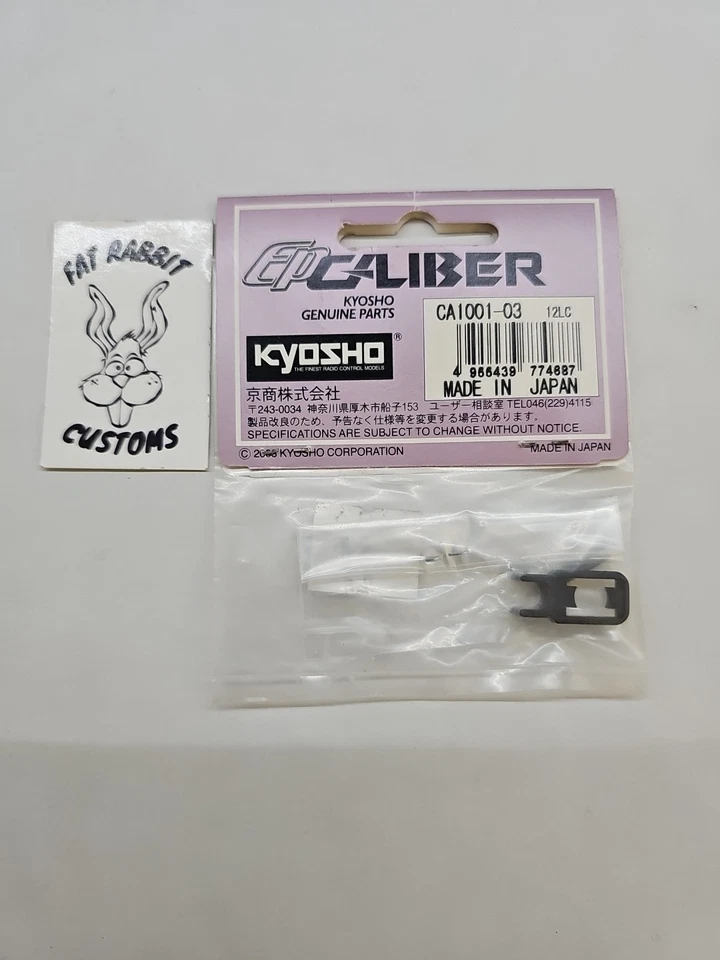 FAT RABBIT
CUSTOMS
EP CALIBER
KYOSHO
GENUINE PARTS
CA1001-03 12LC
4 966439 774687
MADE IN JAPAN
KYOSHO ®
THE FINEST RADIO CONTROL MODELS
京商株式会社
〒243-0034 神奈川県厚木市船子153 ユーザー相談室 TEL046(229)4115
製品改良のため、予告なく仕様等を変更する場合があります。
SPECIFICATIONS ARE SUBJECT TO CHANGE WITHOUT NOTICE.
© KYOSHO CORPORATION MADE IN JAPAN